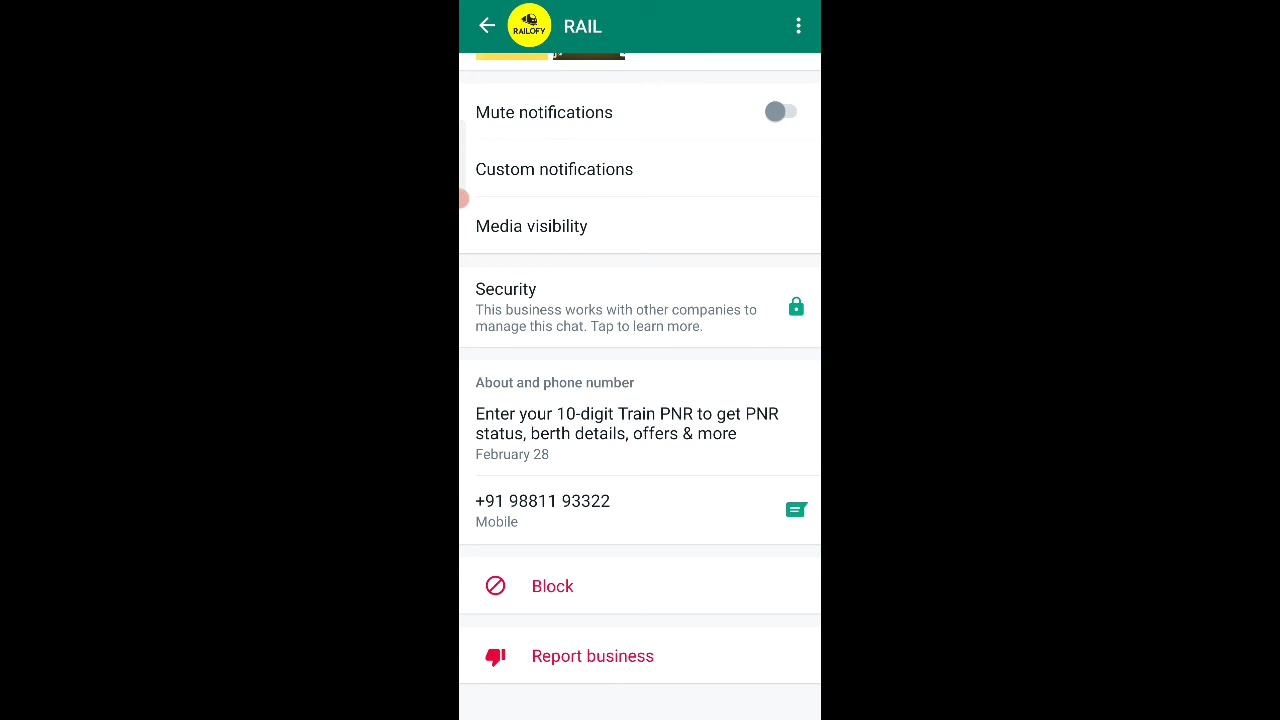 RAILOFY
RAIL
Mute notifications
Custom notifications
Media visibility
Security
This business works with other companies to
manage this chat. Tap to learn more.
About and phone number
Enter your 10-digit Train PNR to get PNR
status, berth details, offers & more
February 28
+91 98811 93322
Mobile
Block
Report business